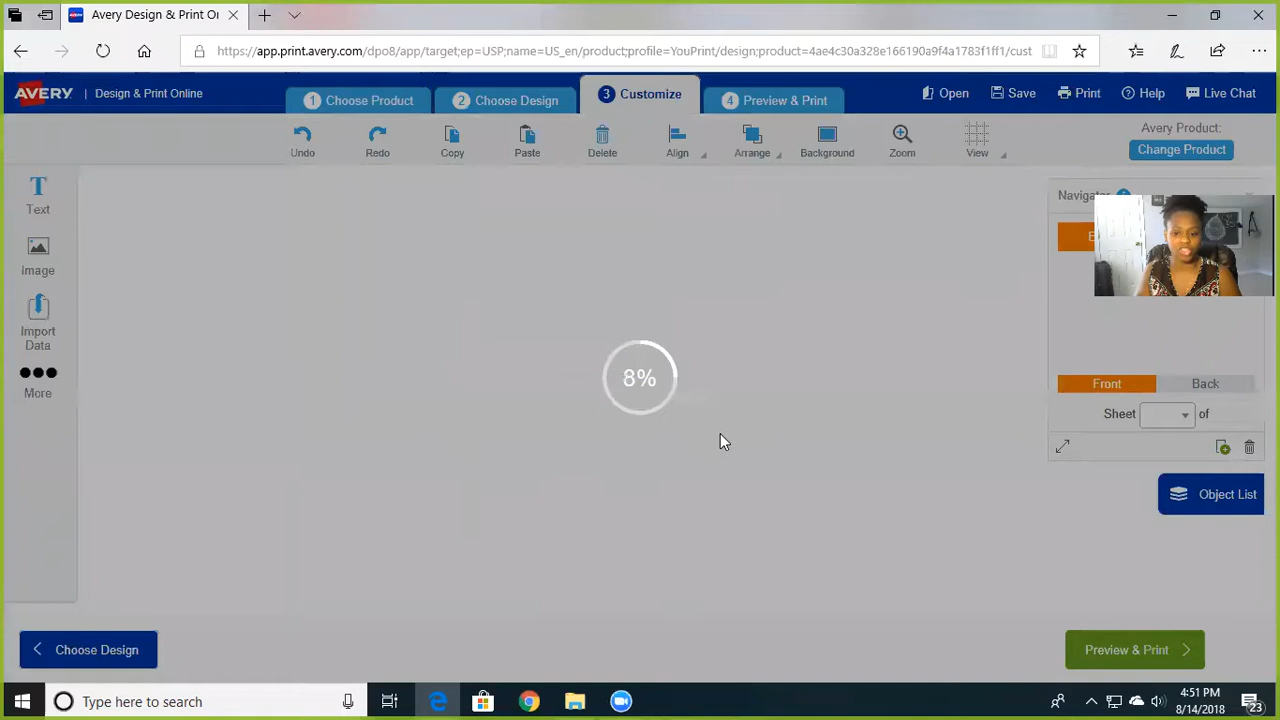 Avery Design & Print Online
https://app.print.avery.com/dpo8/app/target;ep=USP;name=US_en/product;profile=YouPrint/design;product=4ae4c30a328e166190a9f4a1783f1ff1/cust
AVERY Design & Print Online
1 Choose Product
2 Choose Design
3 Customize
4 Preview & Print
Open
Save
Print
Help
Live Chat
Undo
Redo
Copy
Paste
Delete
Align
Arrange
Background
Zoom
View
Avery Product:
Change Product
Text
Image
Import
Data
More
Navigator
8%
Front
Back
Sheet of
Object List
Choose Design
Preview & Print
Type here to search
4:51 PM
8/14/2018
23